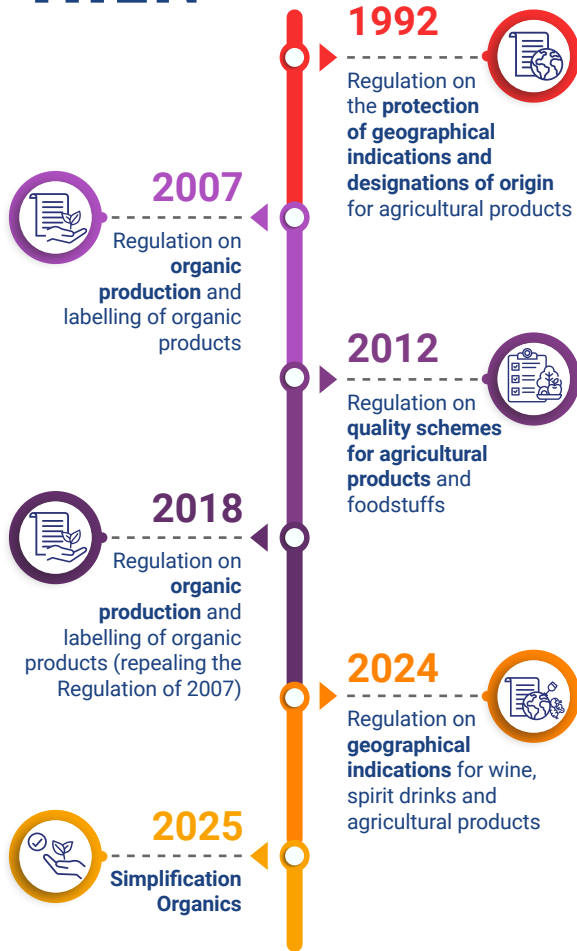 1992
Regulation on
the protection
of geographical
indications and
designations of origin
for agricultural products
2007
Regulation on
organic
production and
labelling of organic
products
2012
Regulation on
quality schemes
for agricultural
products and
foodstuffs
2018
Regulation on
organic
production and
labelling of organic
products (repealing the
Regulation of 2007)
2024
Regulation on
geographical
indications for wine,
spirit drinks and
agricultural products
2025
Simplification
Organics